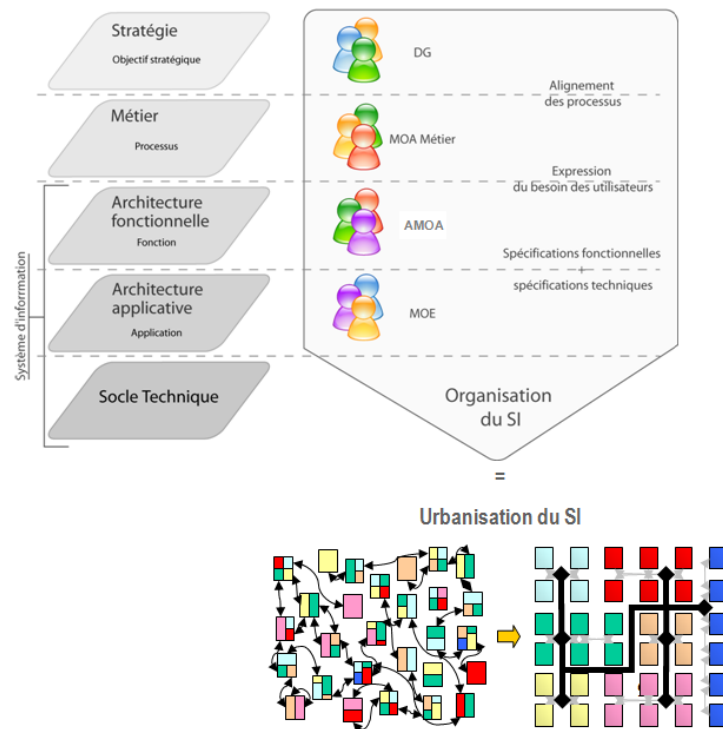 Stratégie
Objectif stratégique
DG
Alignement
des processus
Métier
Processus
MOA Métier
Expression
du besoin des utilisateurs
Architecture
fonctionnelle
Fonction
AMOA
Spécifications fonctionnelles
+
spécifications techniques
Architecture
applicative
Application
MOE
Système d'information
Socle Technique
Organisation
du SI
=
Urbanisation du SI